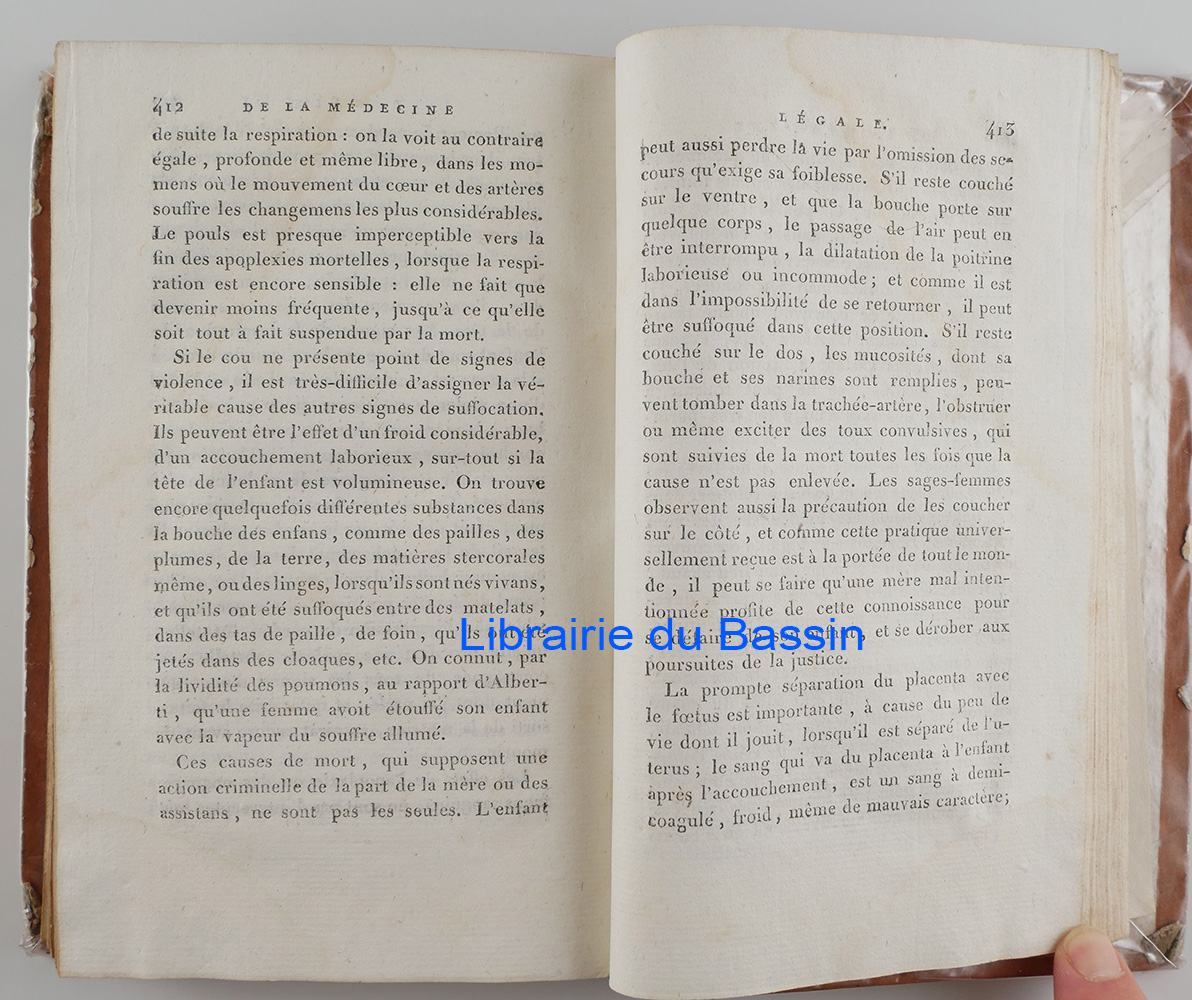 412 DE LA MÉDECINE
de suite la respiration : on la voit au contraire
égale , profonde et même libre, dans les mo-
mens où le mouvement du cœur et des artères
souffre les changemens les plus considérables.
Le pouls est presque imperceptible vers la
fin des apoplexies mortelles , lorsque la respi-
ration est encore sensible : elle ne fait que
devenir moins fréquente, jusqu'à ce qu'elle
soit tout à fait suspendue par la mort.
Si le cou ne présente point de signes de
violence , il est très-difficile d'assigner la vé-
ritable cause des autres signes de suffocation.
Ils peuvent être l'effet d'un froid considérable,
d'un accouchement laborieux , sur-tout si la
tête de l'enfant est volumineuse. On trouve
encore quelquefois différentes substances dans
la bouche des enfans , comme des pailles , des
plumes, de la terre, des matières stercorales
même, ou des linges, lorsqu'ils sont nés vivans,
et qu'ils ont été suffoqués entre des matelats ,
dans des tas de paille , de foin , qu'ils ont été
jetés dans des cloaques, etc. On connut , par
la lividité des poumons , au rapport d'Alber-
ti , qu'une femme avoit étouffé son enfant
avec la vapeur du souffre allumé.
Ces causes de mort , qui supposent une
action criminelle de la part de la mère ou des
assistans , ne sont pas les seules. L'enfant
LÉGALE. 413
peut aussi perdre la vie par l'omission des se-
cours qu'exige sa foiblesse. S'il reste couché
sur le ventre , et que la bouche porte sur
quelque corps , le passage de l'air peut en
être interrompu , la dilatation de la poitrine
laborieuse ou incommode ; et comme il est
dans l'impossibilité de se retourner , il peut
être suffoqué dans cette position. S'il reste
couché sur le dos , les mucosités , dont sa
bouche et ses narines sont remplies , peu-
vent tomber dans la trachée-artère, l'obstruer
ou même exciter des toux convulsives , qui
sont suivies de la mort toutes les fois que la
cause n'est pas enlevée. Les sages-femmes
observent aussi la précaution de les coucher
sur le côté , et comme cette pratique univer-
sellement reçue est à la portée de tout le mon-
de , il peut se faire qu'une mère mal inten-
tionnée profite de cette connoissance pour
se défaire de son enfant, et se dérober aux
poursuites de la justice.
La prompte séparation du placenta avec
le fœtus est importante , à cause du peu de
vie dont il jouit, lorsqu'il est séparé de l'u-
terus ; le sang qui va du placenta à l'enfant
après l'accouchement , est un sang à demi-
coagulé , froid , même de mauvais caractère;
Librairie du Bassin